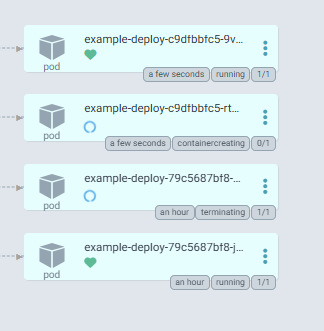 example-deploy-c9dfbbfc5-9v...
pod
a few seconds running 1/1
example-deploy-c9dfbbfc5-rt...
pod
a few seconds containercreating 0/1
example-deploy-79c5687bf8-...
pod
an hour terminating 1/1
example-deploy-79c5687bf8-j...
pod
an hour running 1/1